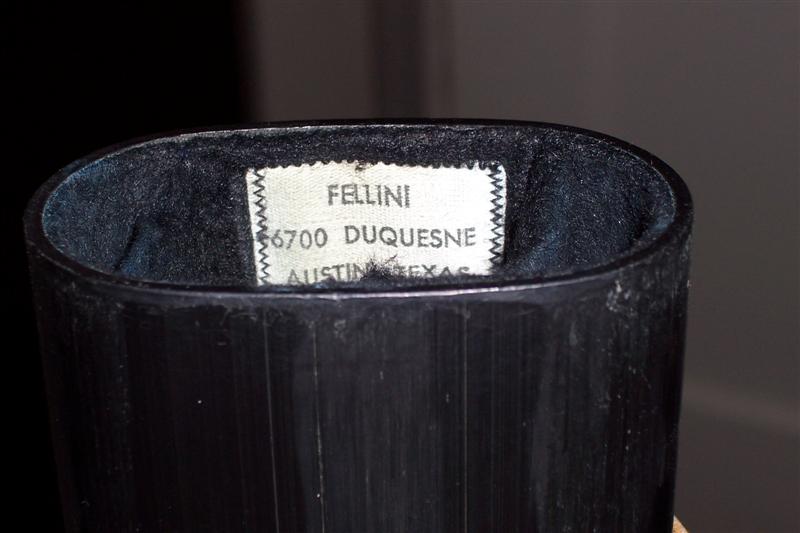 FELLINI
6700 DUQUESNE
AUSTIN, TEXAS